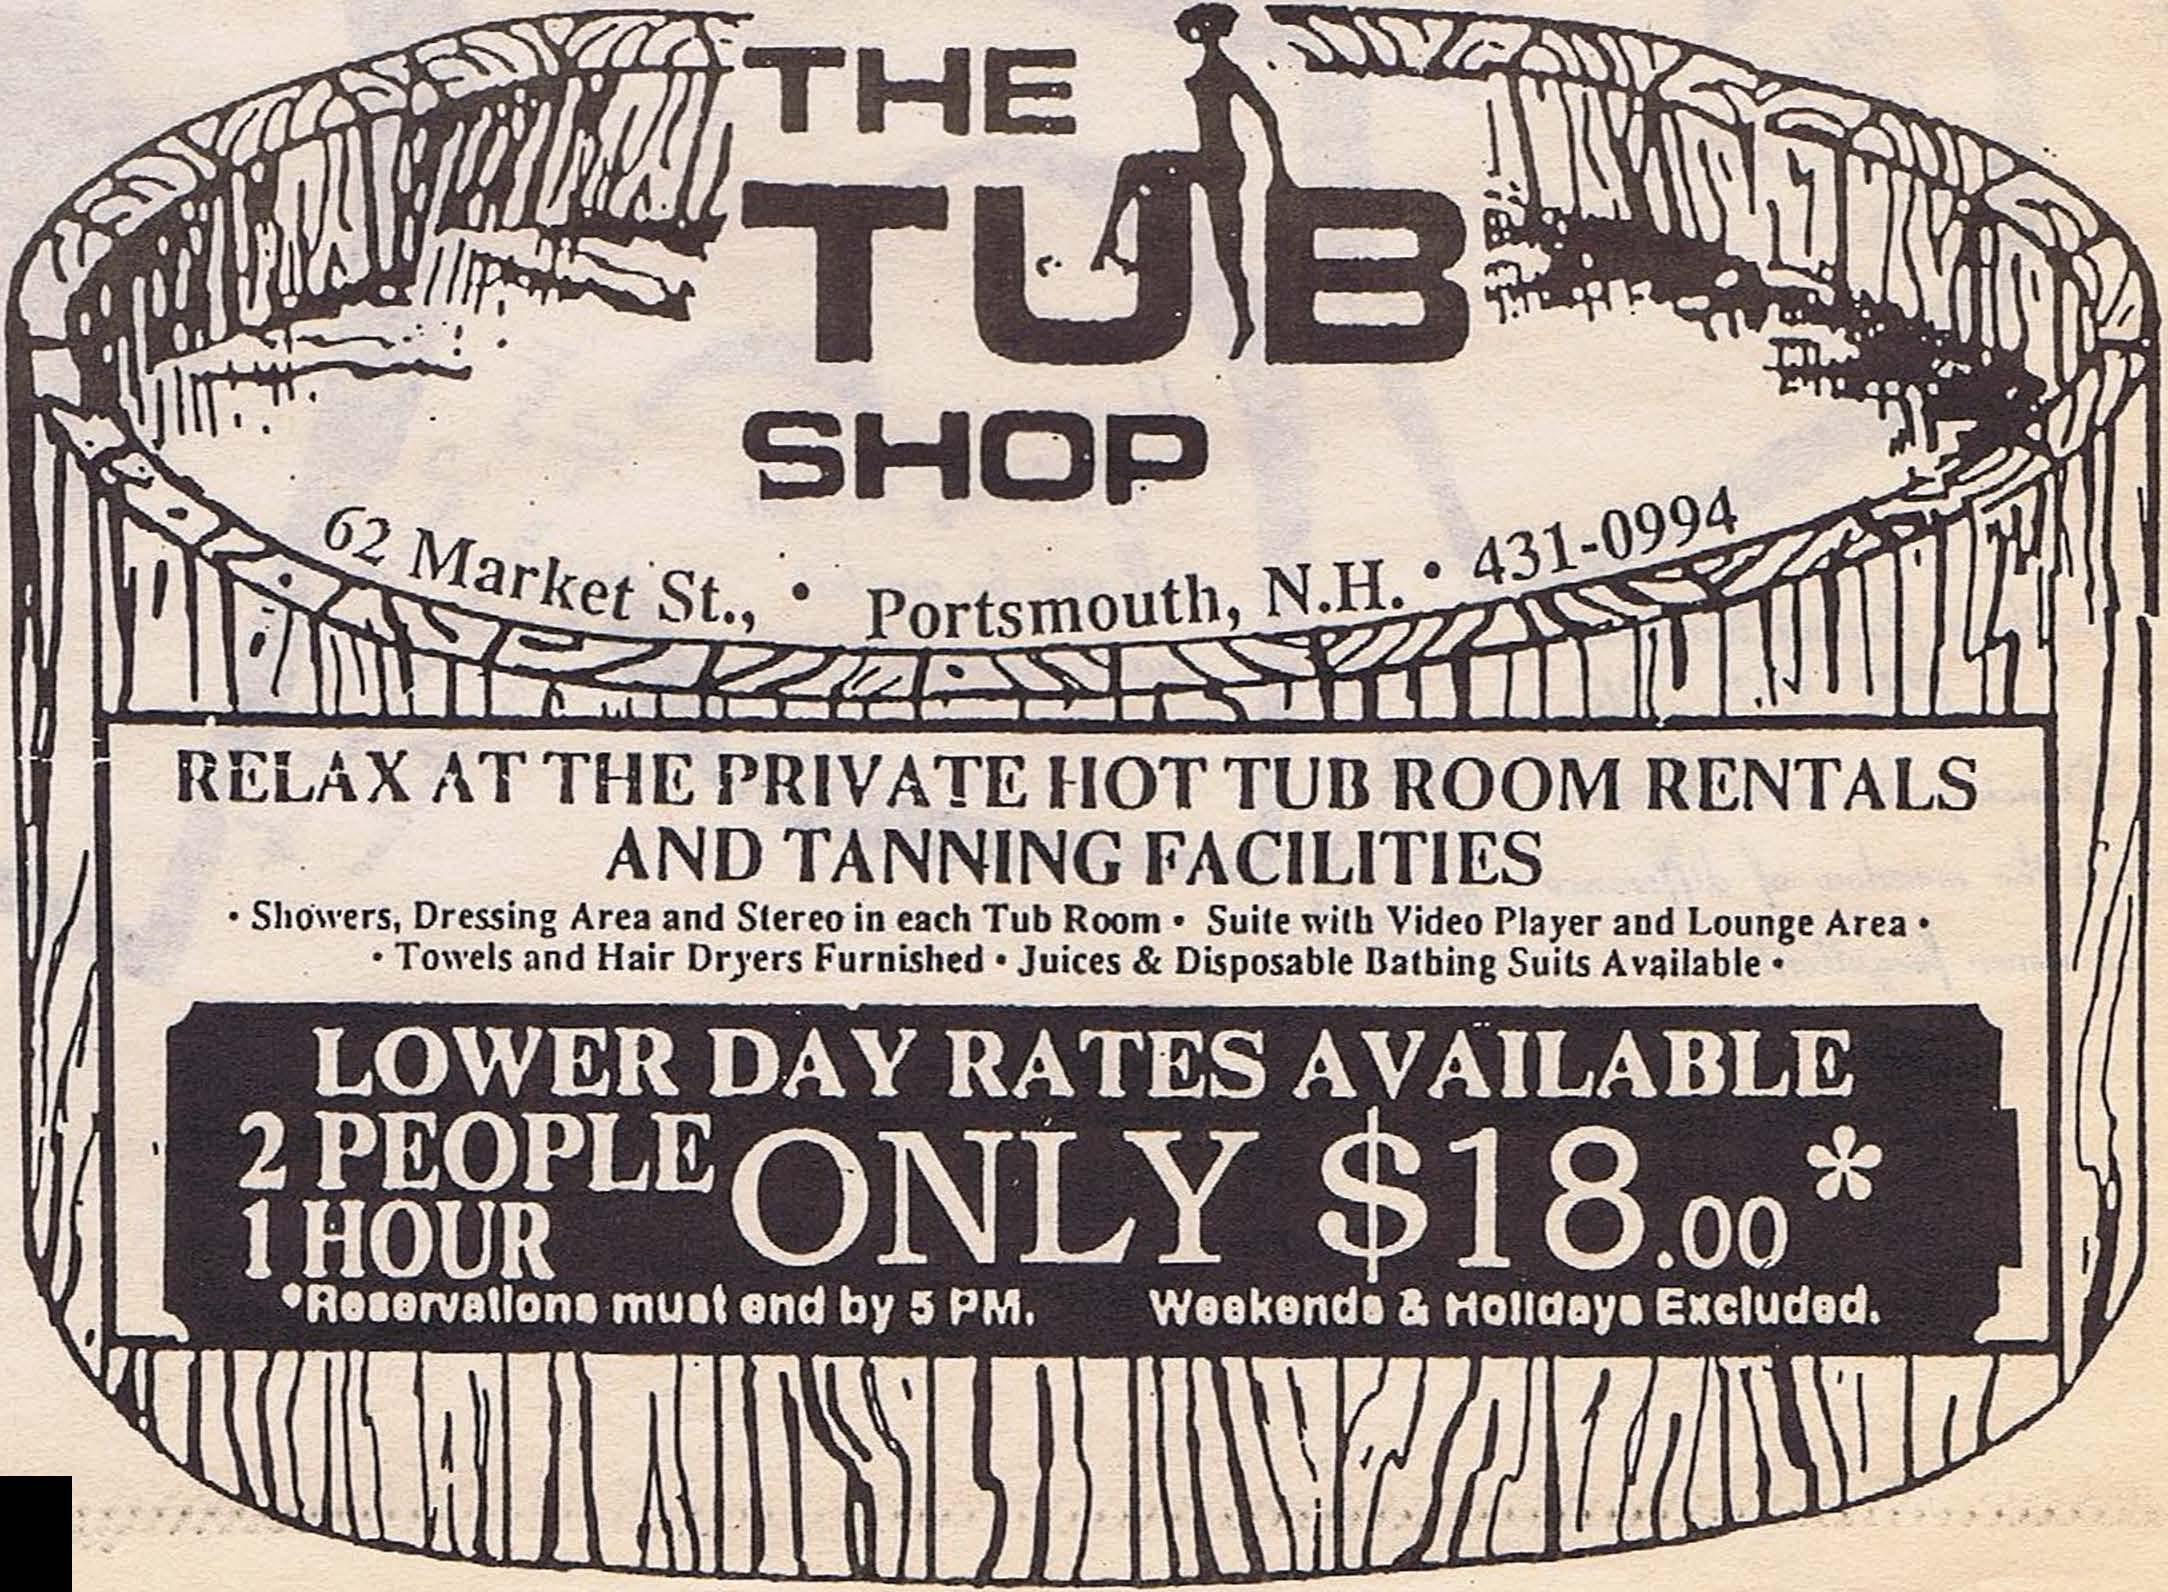 THE
TUB
SHOP
62 Market St., • Portsmouth, N.H. • 431-0994
RELAX AT THE PRIVATE HOT TUB ROOM RENTALS
AND TANNING FACILITIES
• Showers, Dressing Area and Stereo in each Tub Room • Suite with Video Player and Lounge Area •
• Towels and Hair Dryers Furnished • Juices & Disposable Bathing Suits Available •
LOWER DAY RATES AVAILABLE
2 PEOPLE
1 HOUR
ONLY $18.00*
*Reservations must end by 5 PM. Weekends & Holidays Excluded.